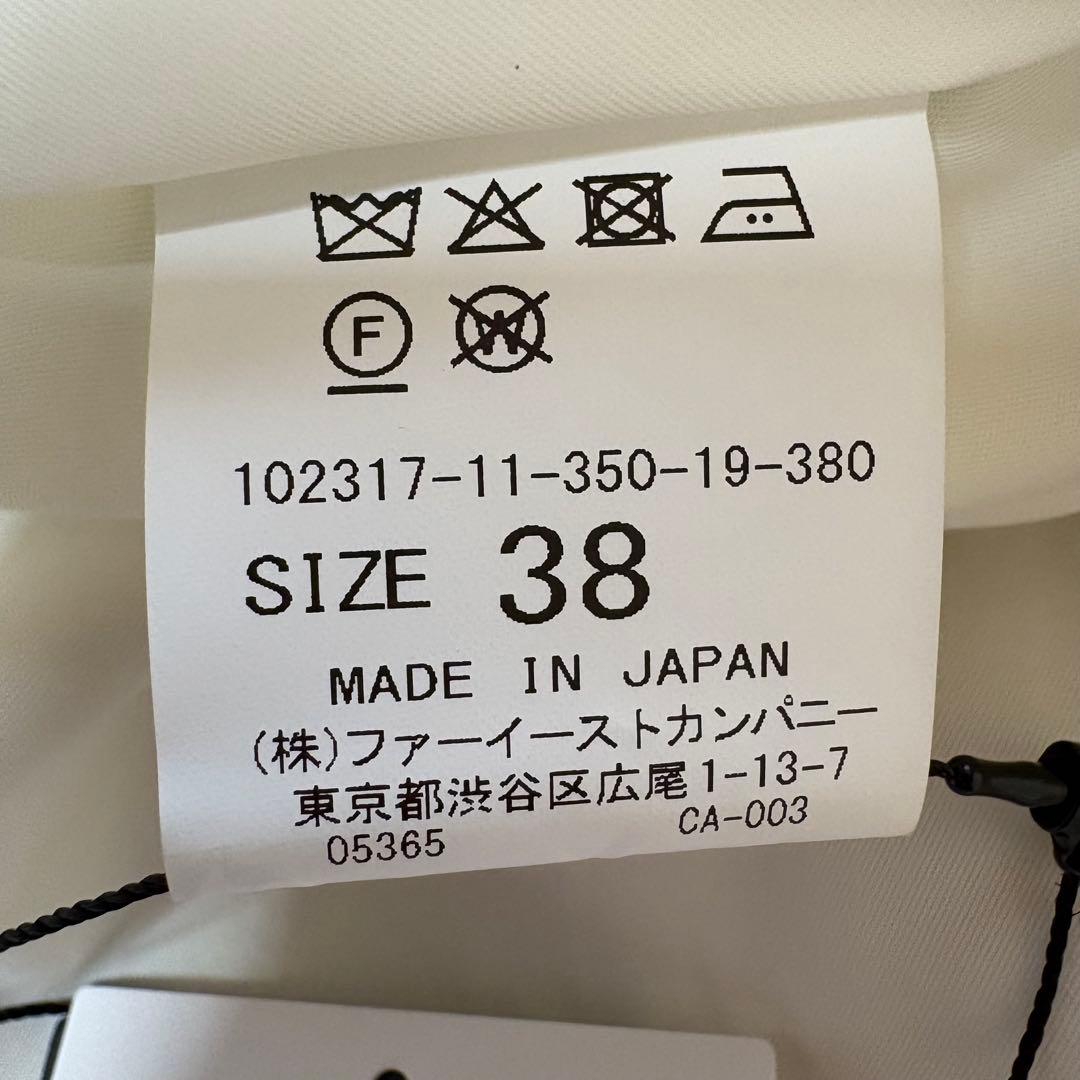 F W
102317-11-350-19-380
SIZE 38
MADE IN JAPAN
(株)ファーイーストカンパニー
東京都渋谷区広尾1-13-7
05365 CA-003